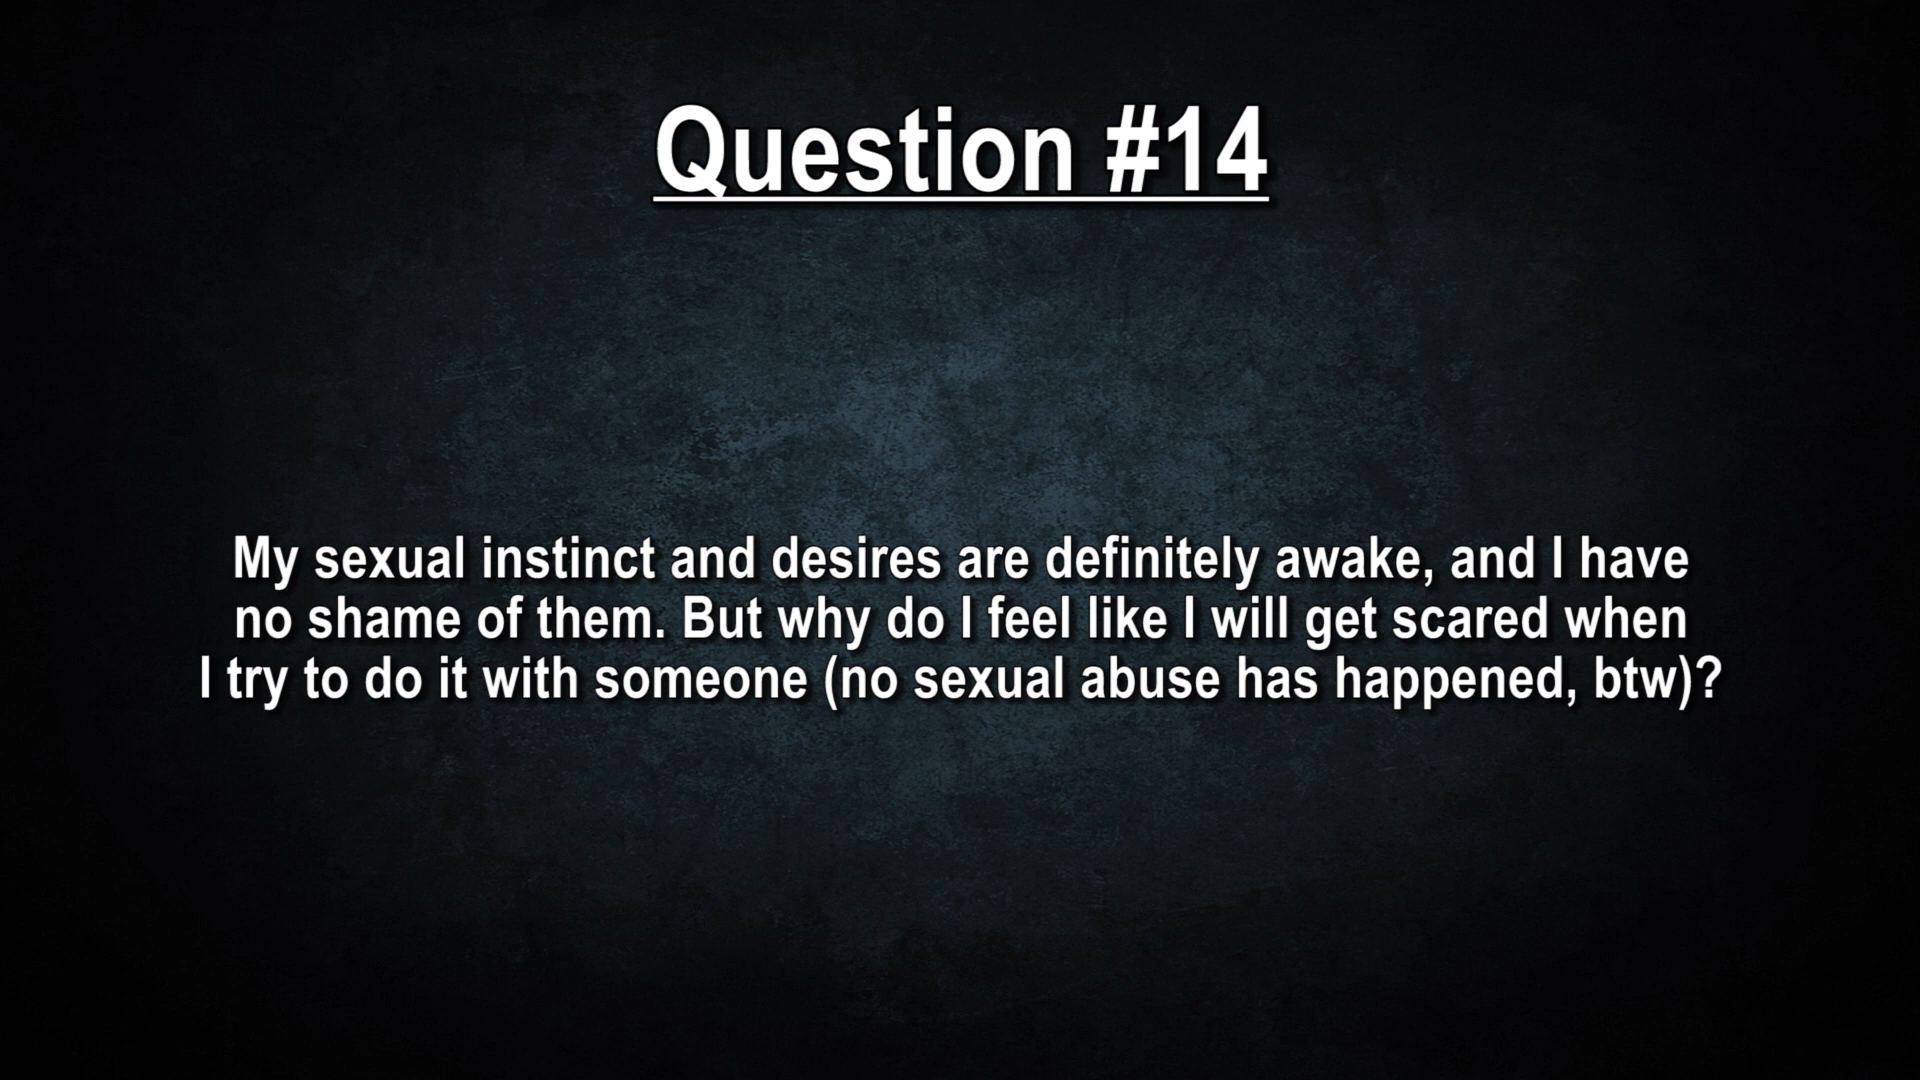 Question #14
My sexual instinct and desires are definitely awake, and I have
no shame of them. But why do I feel like I will get scared when
I try to do it with someone (no sexual abuse has happened, btw)?